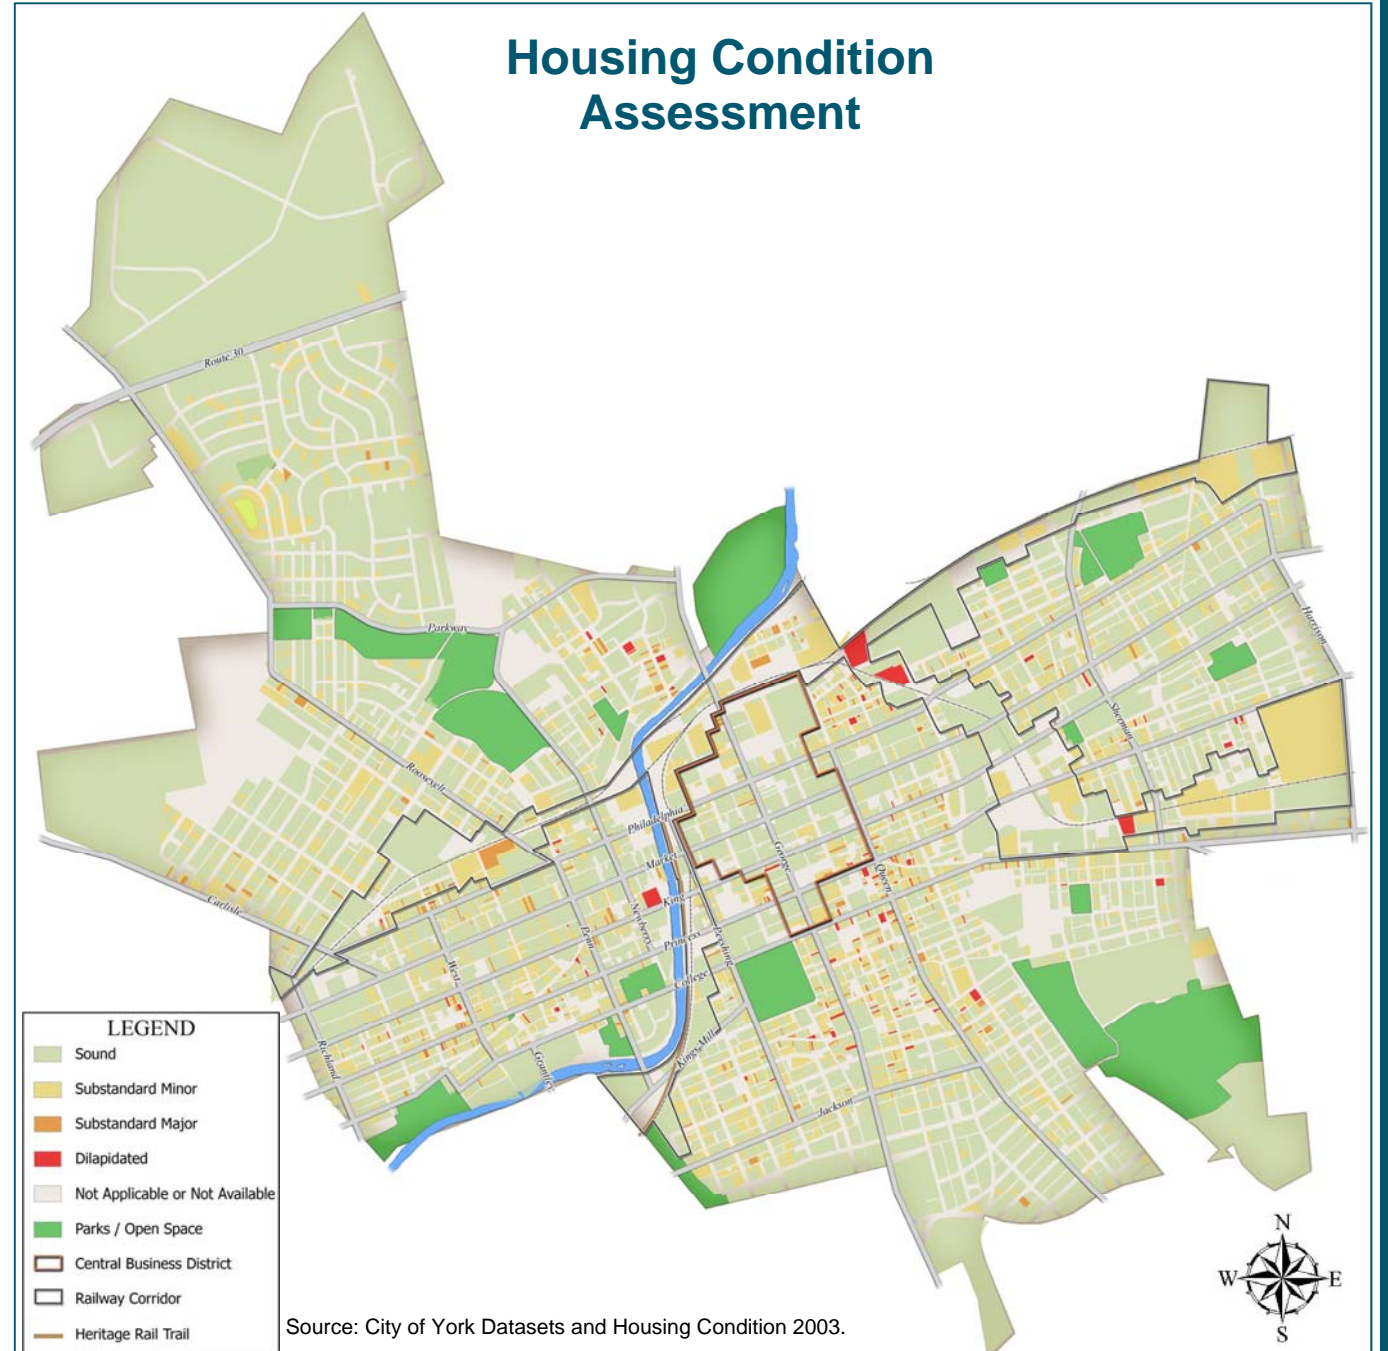 Housing Condition
Assessment
Route 30
Parkway
Harrison
Sherman
Roosevelt
Philadelphia
Market
George
Queen
King
Carlisle
Newberry
Penn
Princess
Pershing
West
College
Kings Mill
Richland
Grantley
Jackson
LEGEND
Sound
Substandard Minor
Substandard Major
Dilapidated
Not Applicable or Not Available
Parks / Open Space
Central Business District
Railway Corridor
Heritage Rail Trail
N
W
E
S
Source: City of York Datasets and Housing Condition 2003.